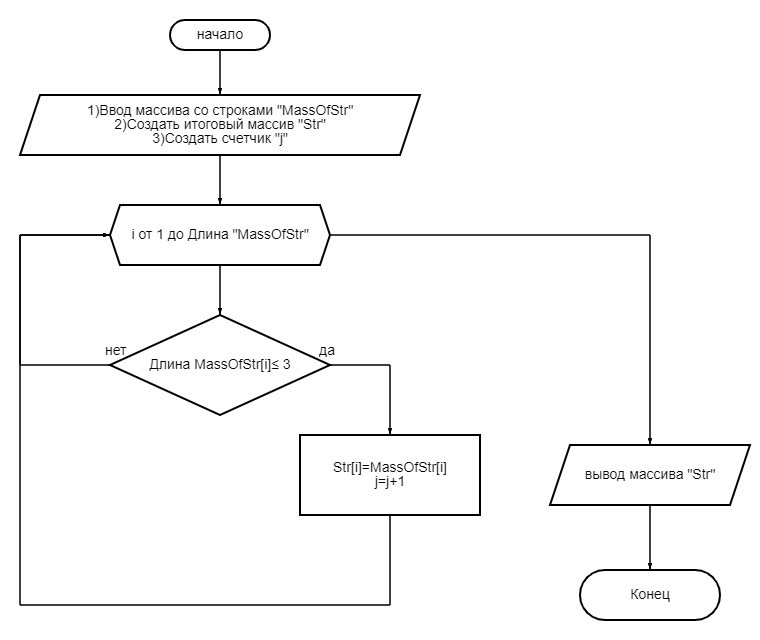 начало
1)Ввод массива со строками "MassOfStr"
2)Создать итоговый массив "Str"
3)Создать счетчик "j"
i от 1 до Длина "MassOfStr"
нет
да
Длина MassOfStr[i]≤ 3
Str[i]=MassOfStr[i]
j=j+1
вывод массива "Str"
Конец